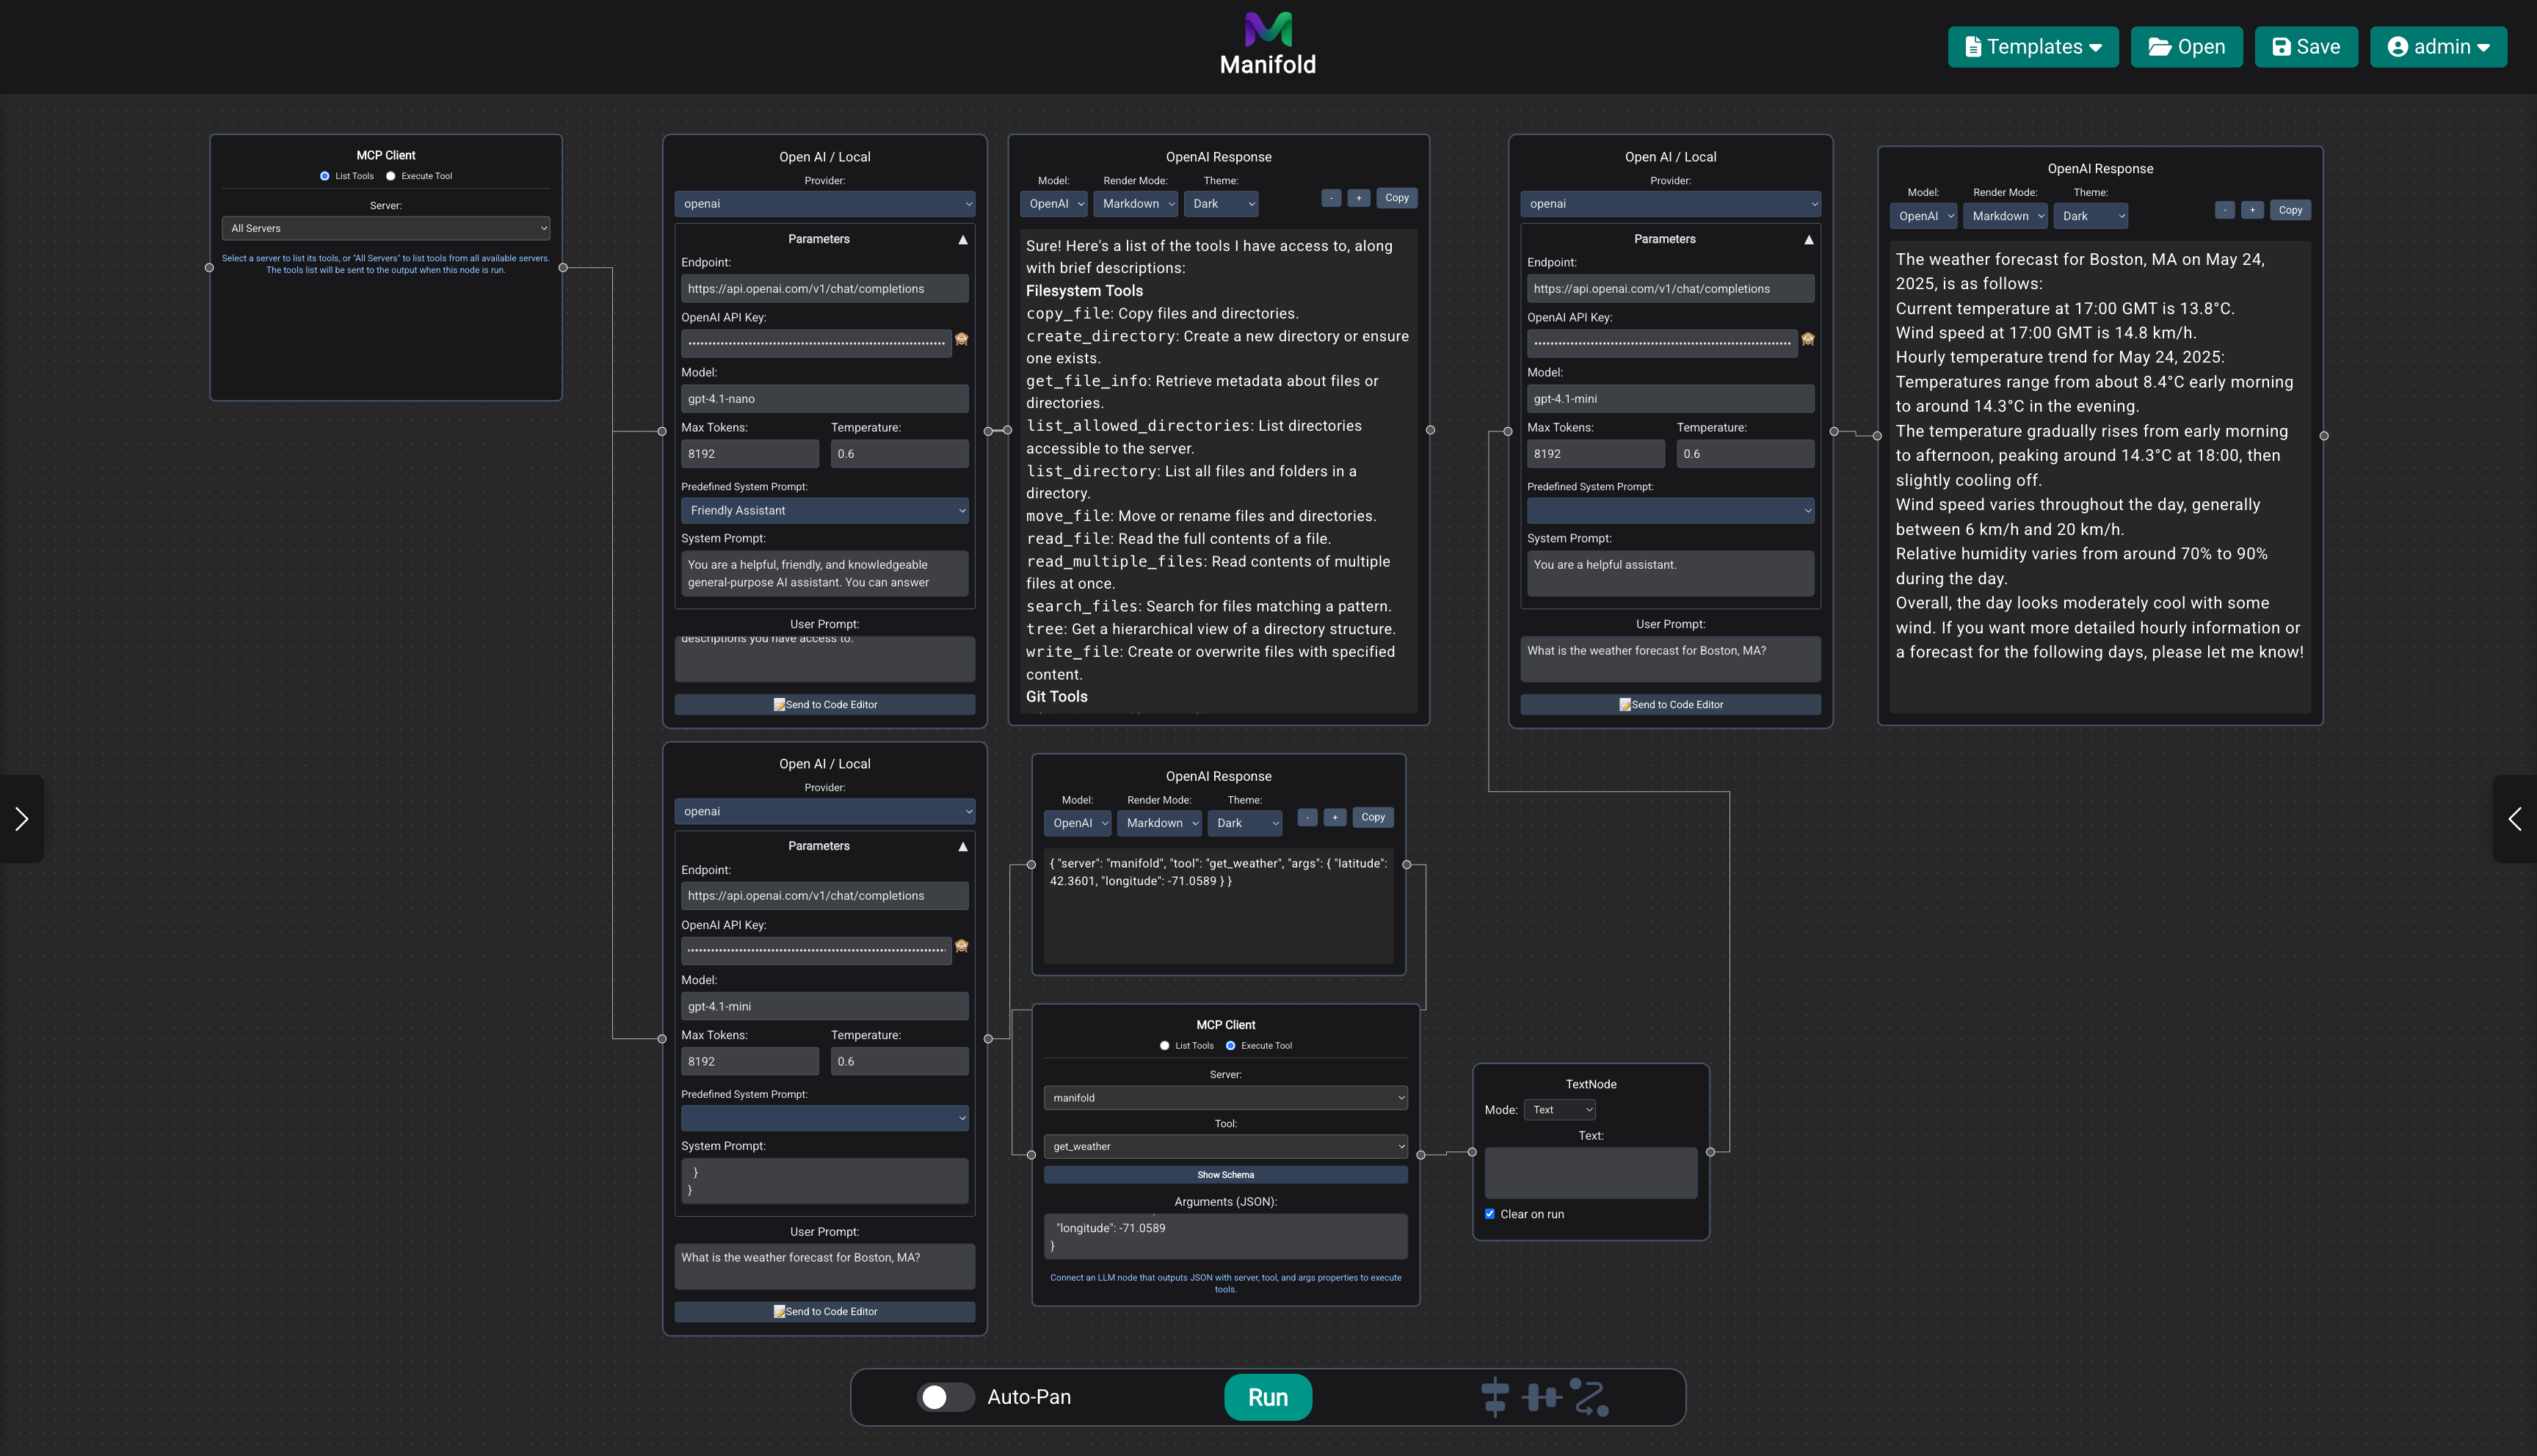 Manifold
Templates
Open
Save
admin
MCP Client
List Tools Execute Tool
Server:
All Servers
Select a server to list its tools, or "All Servers" to list tools from all available servers.
The tools list will be sent to the output when this node is run.
Open AI / Local
Provider:
openai
Parameters ▲
Endpoint:
https://api.openai.com/v1/chat/completions
OpenAI API Key:
Model:
gpt-4.1-nano
Max Tokens: Temperature:
8192 0.6
Predefined System Prompt:
Friendly Assistant
System Prompt:
You are a helpful, friendly, and knowledgeable
general-purpose AI assistant. You can answer
User Prompt:
descriptions you have access to.
📝Send to Code Editor
OpenAI Response
Model: Render Mode: Theme:
OpenAI Markdown Dark - + Copy
Sure! Here's a list of the tools I have access to, along
with brief descriptions:
Filesystem Tools
copy_file: Copy files and directories.
create_directory: Create a new directory or ensure
one exists.
get_file_info: Retrieve metadata about files or
directories.
list_allowed_directories: List directories
accessible to the server.
list_directory: List all files and folders in a
directory.
move_file: Move or rename files and directories.
read_file: Read the full contents of a file.
read_multiple_files: Read contents of multiple
files at once.
search_files: Search for files matching a pattern.
tree: Get a hierarchical view of a directory structure.
write_file: Create or overwrite files with specified
content.
Git Tools
Open AI / Local
Provider:
openai
Parameters ▲
Endpoint:
https://api.openai.com/v1/chat/completions
OpenAI API Key:
Model:
gpt-4.1-mini
Max Tokens: Temperature:
8192 0.6
Predefined System Prompt:
System Prompt:
You are a helpful assistant.
User Prompt:
What is the weather forecast for Boston, MA?
📝Send to Code Editor
OpenAI Response
Model: Render Mode: Theme:
OpenAI Markdown Dark - + Copy
The weather forecast for Boston, MA on May 24,
2025, is as follows:
Current temperature at 17:00 GMT is 13.8°C.
Wind speed at 17:00 GMT is 14.8 km/h.
Hourly temperature trend for May 24, 2025:
Temperatures range from about 8.4°C early morning
to around 14.3°C in the evening.
The temperature gradually rises from early morning
to afternoon, peaking around 14.3°C at 18:00, then
slightly cooling off.
Wind speed varies throughout the day, generally
between 6 km/h and 20 km/h.
Relative humidity varies from around 70% to 90%
during the day.
Overall, the day looks moderately cool with some
wind. If you want more detailed hourly information or
a forecast for the following days, please let me know!
Open AI / Local
Provider:
openai
Parameters ▲
Endpoint:
https://api.openai.com/v1/chat/completions
OpenAI API Key:
Model:
gpt-4.1-mini
Max Tokens: Temperature:
8192 0.6
Predefined System Prompt:
System Prompt:
}
}
User Prompt:
What is the weather forecast for Boston, MA?
📝Send to Code Editor
OpenAI Response
Model: Render Mode: Theme:
OpenAI Markdown Dark - + Copy
{ "server": "manifold", "tool": "get_weather", "args": { "latitude":
42.3601, "longitude": -71.0589 } }
MCP Client
List Tools Execute Tool
Server:
manifold
Tool:
get_weather
Show Schema
Arguments (JSON):
"longitude": -71.0589
}
Connect an LLM node that outputs JSON with server, tool, and args properties to execute
tools.
TextNode
Mode: Text
Text:
Clear on run
Auto-Pan
Run